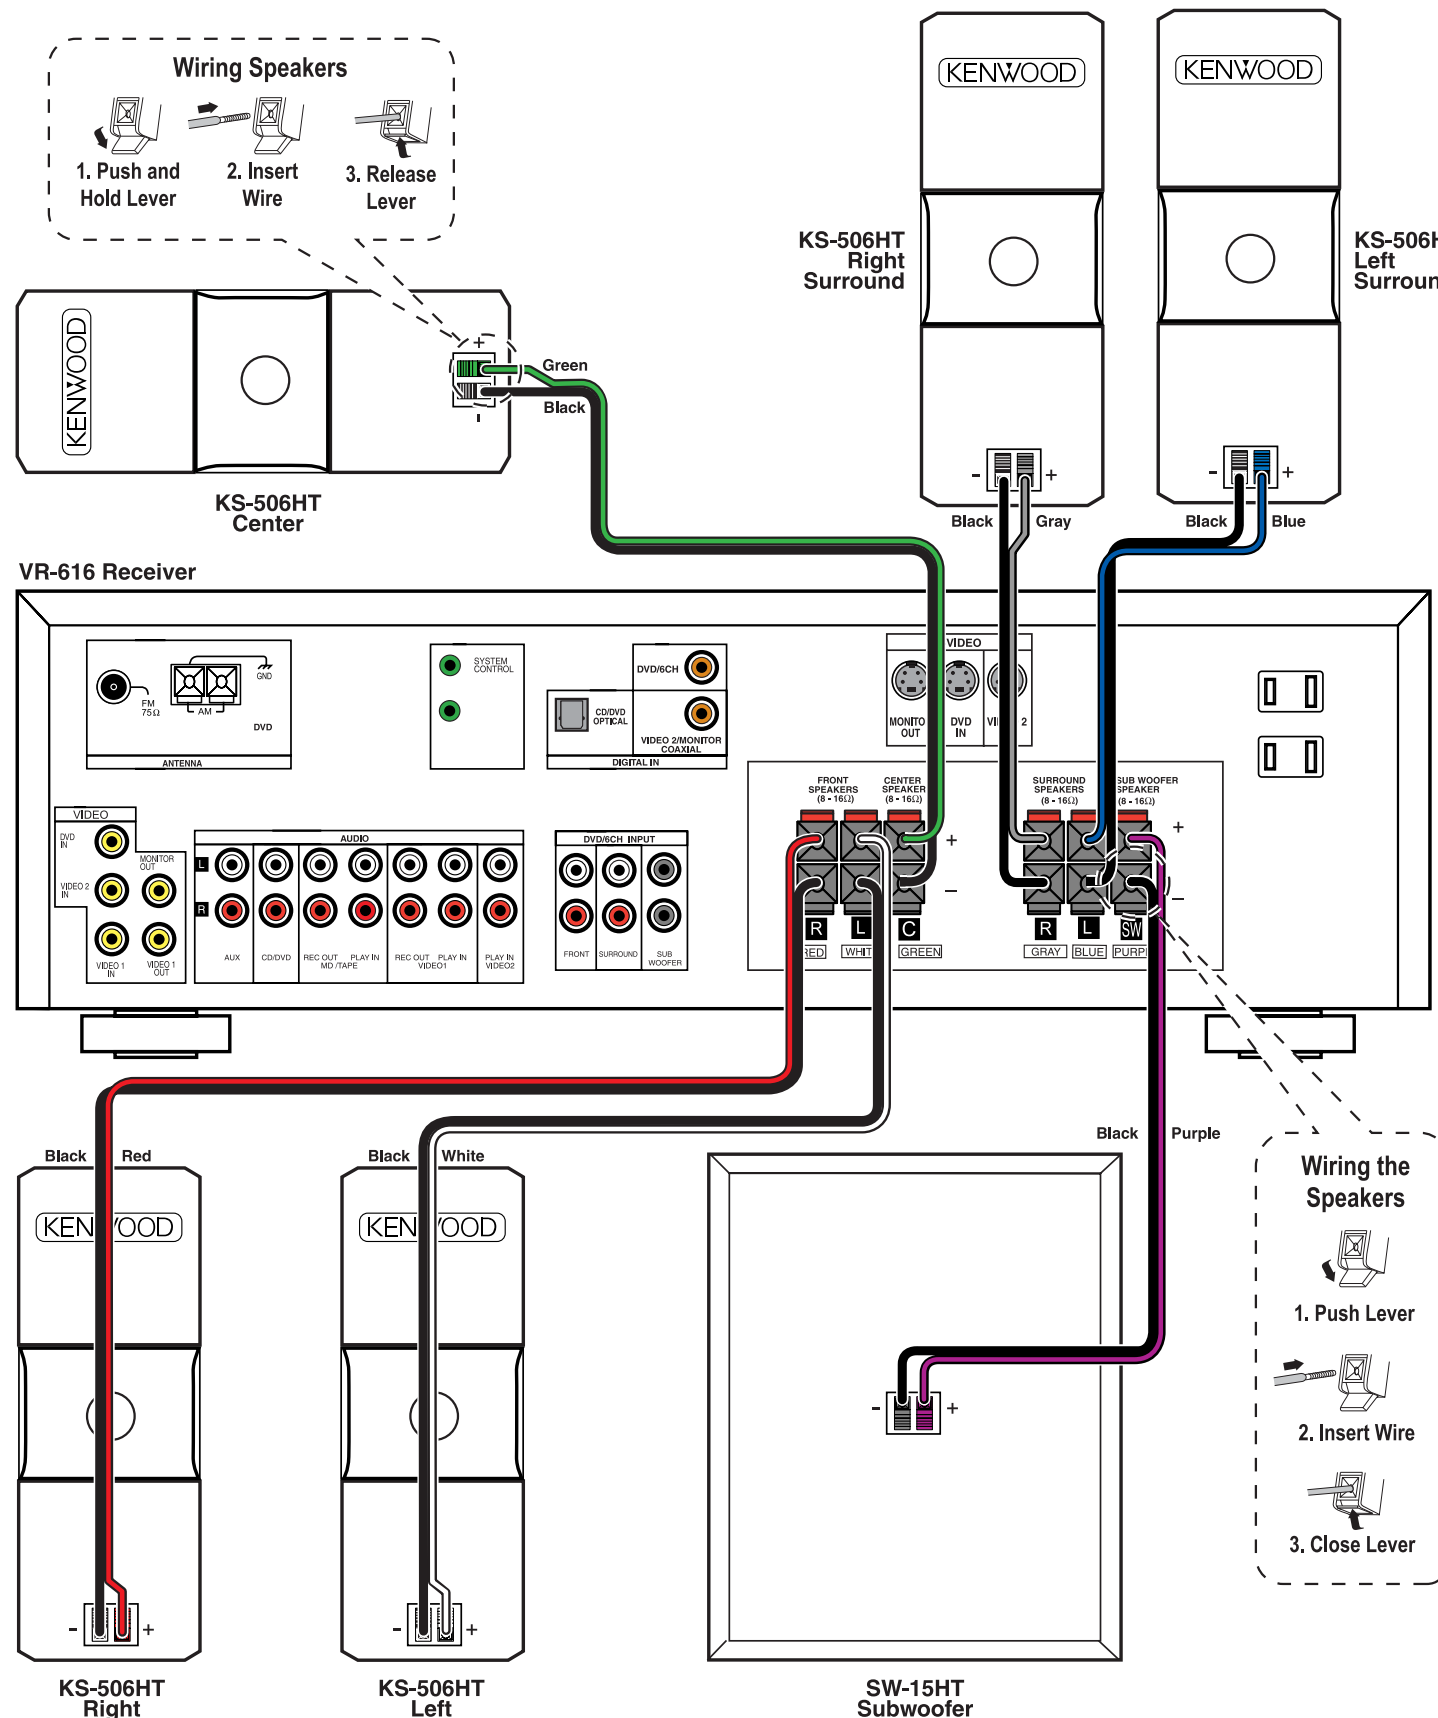 Wiring Speakers
1. Push and
Hold Lever
2. Insert
Wire
3. Release
Lever
KENWOOD
KENWOOD
KS-506HT
Right
Surround
Left
KENWOOD
+
-
Green
Black
KS-506HT
Center
-
+
Black
Gray
-
+
Black
Blue
VR-616 Receiver
FM
75Ω
AM
GND
DVD
ANTENNA
SYSTEM
CONTROL
DVD/6CH
CD/DVD
OPTICAL
VIDEO 2/MONITOR
COAXIAL
DIGITAL IN
VIDEO
OUT
DVD
IN
2
VIDEO
DVD
IN
MONITOR
OUT
VIDEO 2
IN
VIDEO 1
IN
VIDEO 1
OUT
AUDIO
L
R
AUX
CD/DVD
REC OUT
PLAY IN
MD /TAPE
REC OUT
PLAY IN
VIDEO1
PLAY IN
VIDEO2
DVD/6CH INPUT
FRONT
SURROUND
SUB
WOOFER
FRONT
SPEAKERS
(8 - 16Ω)
CENTER
SPEAKER
(8 - 16Ω)
+
–
R
L
C
GREEN
SURROUND
SPEAKERS
(8 - 16Ω)
SUB WOOFER
SPEAKER
(8 - 16Ω)
+
–
R
L
SW
GRAY
BLUE
Black
Red
KENWOOD
-
+
KS-506HT
Right
Black
White
KENWOOD
-
+
KS-506HT
Left
Black
Purple
-
+
SW-15HT
Subwoofer
Wiring the
Speakers
1. Push Lever
2. Insert Wire
3. Close Lever